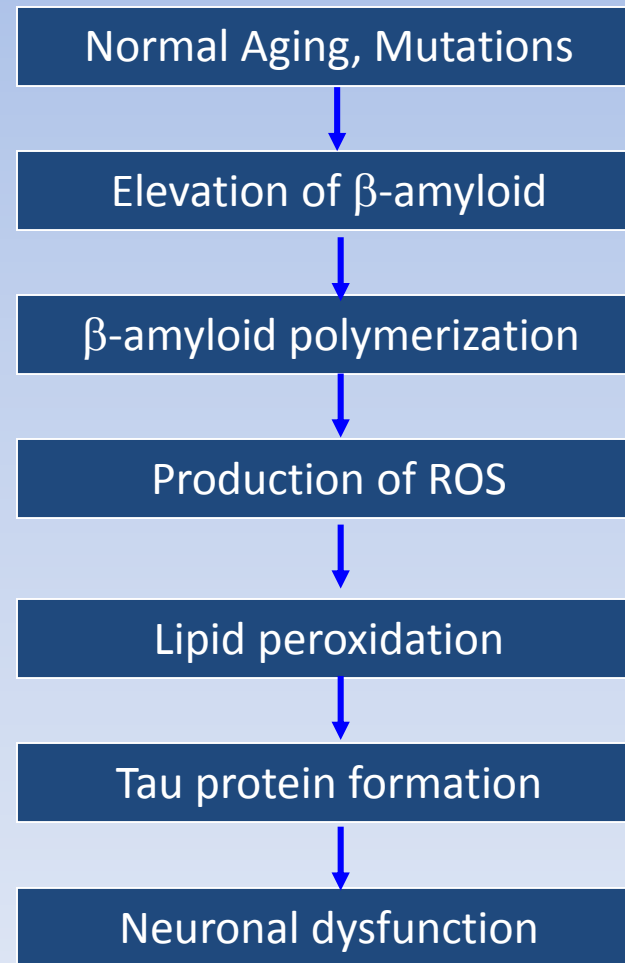 Normal Aging, Mutations
Elevation of β-amyloid
β-amyloid polymerization
Production of ROS
Lipid peroxidation
Tau protein formation
Neuronal dysfunction